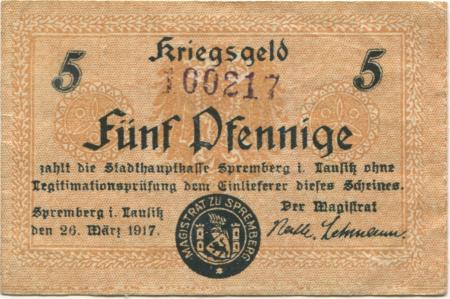 Kriegsgeld
5 5
100217
Fünf Pfennige
zahlt die Stadthauptkasse Spremberg i. Lausitz ohne
Legitimationsprüfung dem Einlieferer dieses Scheines.
Spremberg i. Lausitz
den 26. März 1917.
Der Magistrat
MAGISTRAT ZU SPREMBERG
Lehmann.